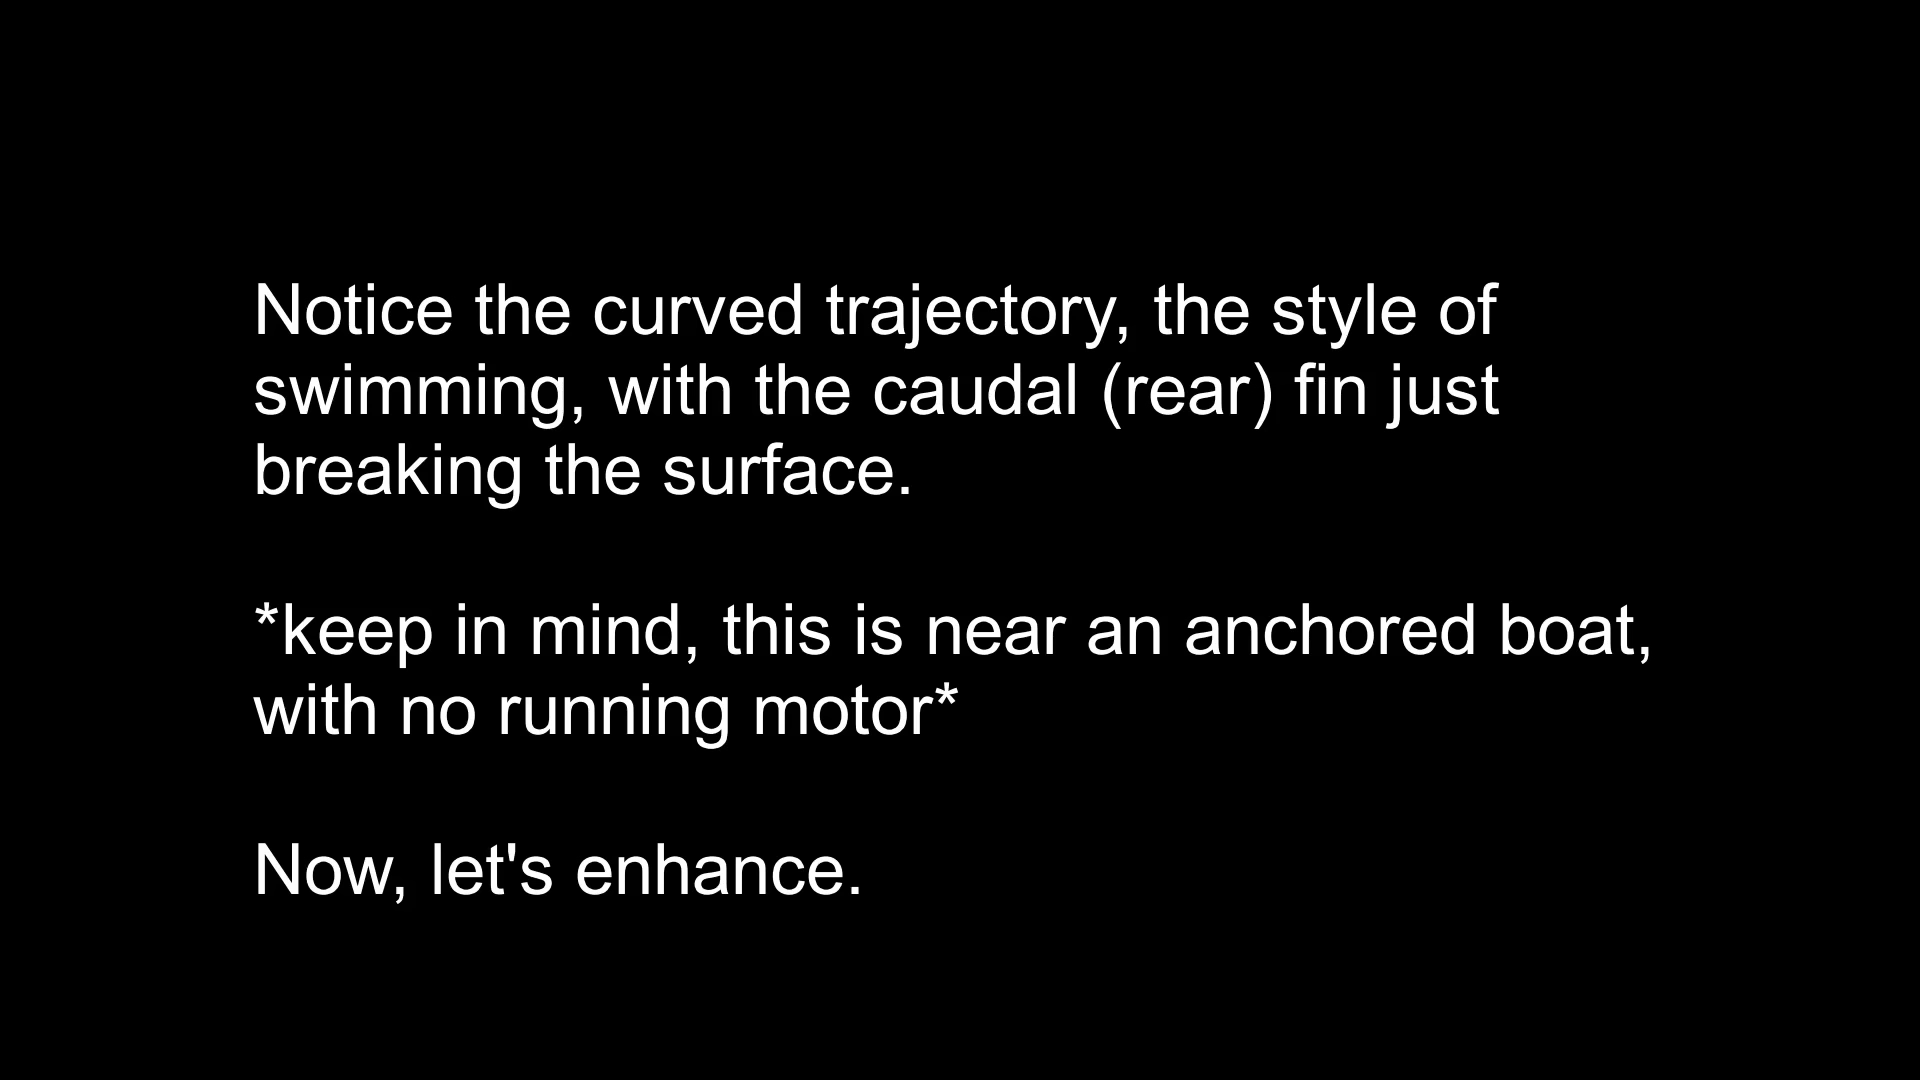 Notice the curved trajectory, the style of
swimming, with the caudal (rear) fin just
breaking the surface.
*keep in mind, this is near an anchored boat,
with no running motor*
Now, let's enhance.